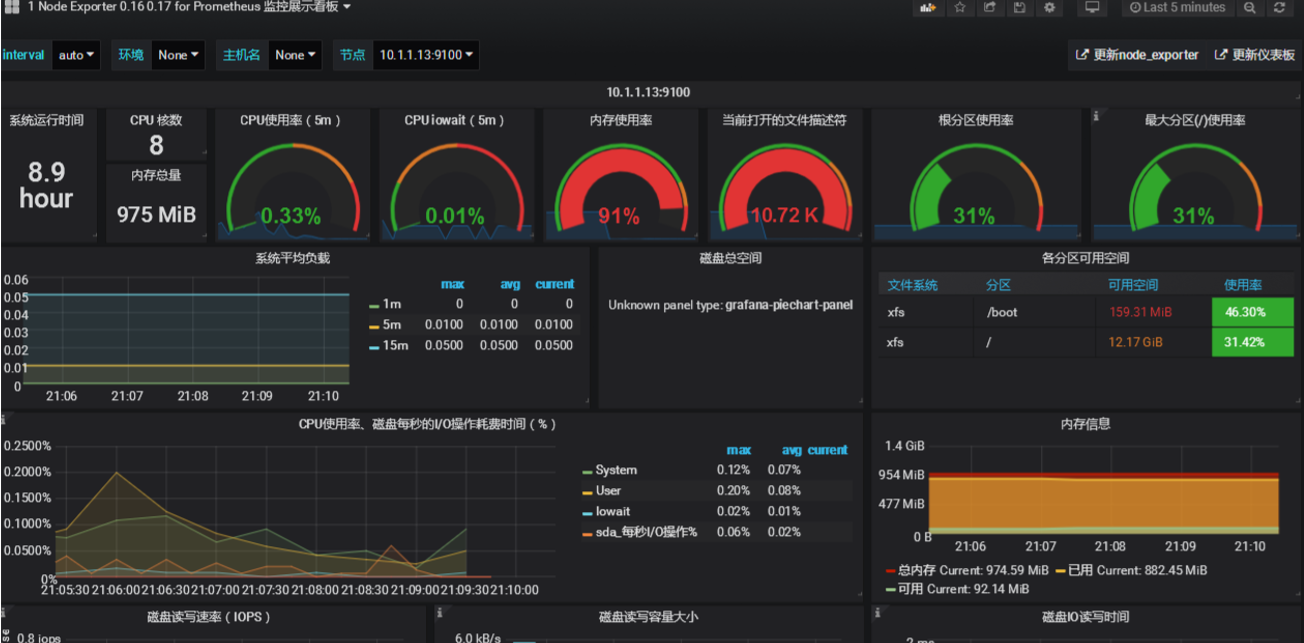 1 Node Exporter 0.16 0.17 for Prometheus 监控展示看板
Last 5 minutes
interval auto 环境 None 主机名 None 节点 10.1.1.13:9100 更新node_exporter 更新仪表板
10.1.1.13:9100
系统运行时间
8.9
hour
CPU 核数
8
内存总量
975 MiB
CPU使用率（5m）
0.33%
CPU iowait（5m）
0.01%
内存使用率
91%
当前打开的文件描述符
10.72 K
根分区使用率
31%
最大分区(/)使用率
31%
系统平均负载
0.06
0.05
0.04
0.03
0.02
0.01
0
21:06 21:07 21:08 21:09 21:10
max avg current
1m 0 0 0
5m 0.0100 0.0100 0.0100
15m 0.0500 0.0500 0.0500
磁盘总空间
Unknown panel type: grafana-piechart-panel
各分区可用空间
文件系统 分区 可用空间 使用率
xfs /boot 159.31 MiB 46.30%
xfs / 12.17 GiB 31.42%
CPU使用率、磁盘每秒的I/O操作耗费时间（%）
0.2500%
0.2000%
0.1500%
0.1000%
0.0500%
0%
21:05:30 21:06:00 21:06:30 21:07:00 21:07:30 21:08:00 21:08:30 21:09:00 21:09:30 21:10:00
max avg current
System 0.12% 0.07%
User 0.20% 0.08%
Iowait 0.02% 0.01%
sda_每秒I/O操作% 0.06% 0.02%
内存信息
1.4 GiB
954 MiB
477 MiB
0 B
21:06 21:07 21:08 21:09 21:10
总内存 Current: 974.59 MiB 已用 Current: 882.45 MiB
可用 Current: 92.14 MiB
磁盘读写速率（IOPS）
0.8 iops
磁盘读写容量大小
6.0 kB/s
磁盘IO读写时间